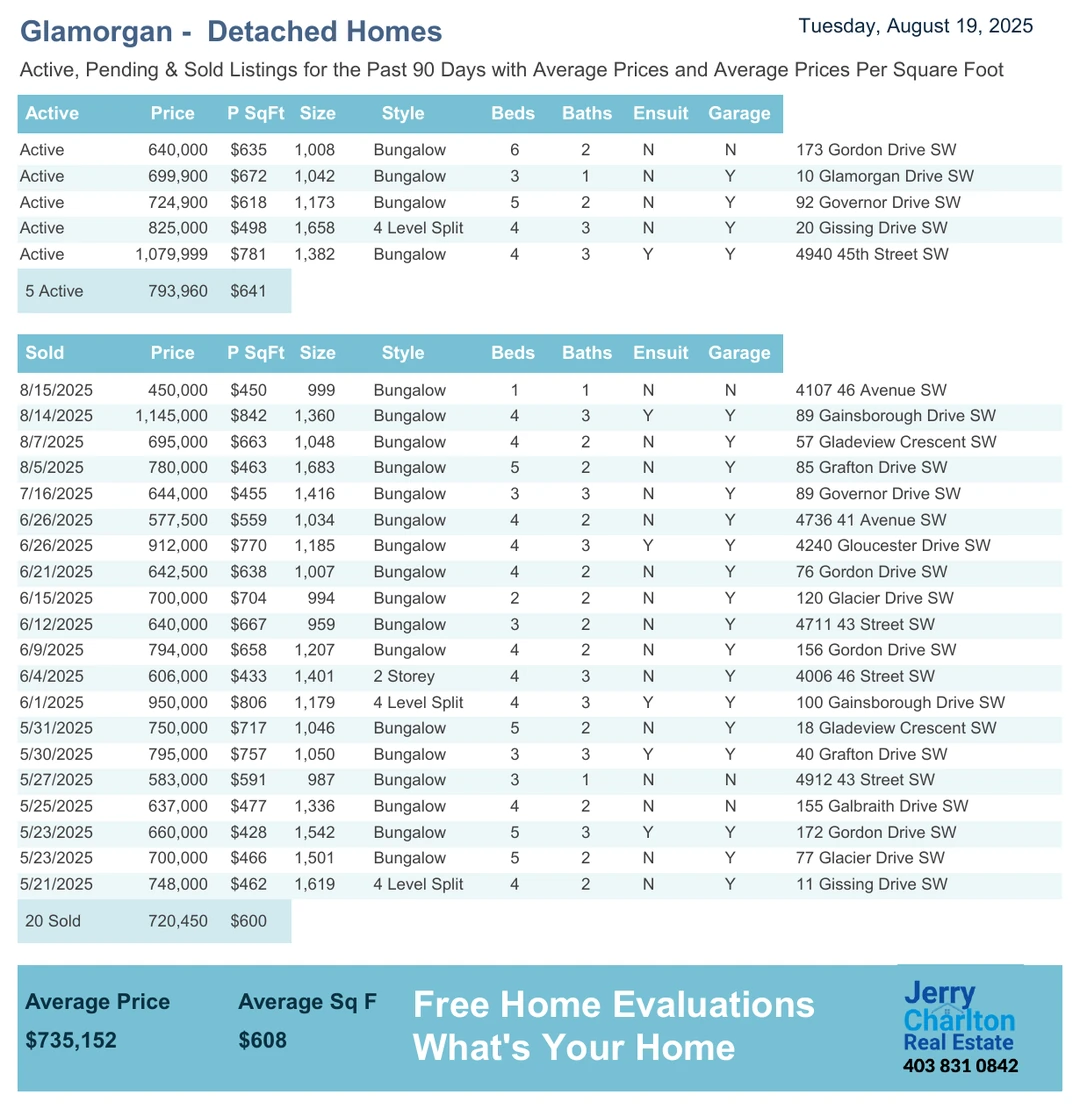 Glamorgan - Detached Homes
Tuesday, August 19, 2025
Active, Pending & Sold Listings for the Past 90 Days with Average Prices and Average Prices Per Square Foot
Active Price P SqFt Size Style Beds Baths Ensuit Garage
Active 640,000 $635 1,008 Bungalow 6 2 N N 173 Gordon Drive SW
Active 699,900 $672 1,042 Bungalow 3 1 N Y 10 Glamorgan Drive SW
Active 724,900 $618 1,173 Bungalow 5 2 N Y 92 Governor Drive SW
Active 825,000 $498 1,658 4 Level Split 4 3 N Y 20 Gissing Drive SW
Active 1,079,999 $781 1,382 Bungalow 4 3 Y Y 4940 45th Street SW
5 Active 793,960 $641
Sold Price P SqFt Size Style Beds Baths Ensuit Garage
8/15/2025 450,000 $450 999 Bungalow 1 1 N N 4107 46 Avenue SW
8/14/2025 1,145,000 $842 1,360 Bungalow 4 3 Y Y 89 Gainsborough Drive SW
8/7/2025 695,000 $663 1,048 Bungalow 4 2 N Y 57 Gladeview Crescent SW
8/5/2025 780,000 $463 1,683 Bungalow 5 2 N Y 85 Grafton Drive SW
7/16/2025 644,000 $455 1,416 Bungalow 3 3 N Y 89 Governor Drive SW
6/26/2025 577,500 $559 1,034 Bungalow 4 2 N Y 4736 41 Avenue SW
6/26/2025 912,000 $770 1,185 Bungalow 4 3 Y Y 4240 Gloucester Drive SW
6/21/2025 642,500 $638 1,007 Bungalow 4 2 N Y 76 Gordon Drive SW
6/15/2025 700,000 $704 994 Bungalow 2 2 N Y 120 Glacier Drive SW
6/12/2025 640,000 $667 959 Bungalow 3 2 N Y 4711 43 Street SW
6/9/2025 794,000 $658 1,207 Bungalow 4 2 N Y 156 Gordon Drive SW
6/4/2025 606,000 $433 1,401 2 Storey 4 3 N Y 4006 46 Street SW
6/1/2025 950,000 $806 1,179 4 Level Split 4 3 Y Y 100 Gainsborough Drive SW
5/31/2025 750,000 $717 1,046 Bungalow 5 2 N Y 18 Gladeview Crescent SW
5/30/2025 795,000 $757 1,050 Bungalow 3 3 Y Y 40 Grafton Drive SW
5/27/2025 583,000 $591 987 Bungalow 3 1 N N 4912 43 Street SW
5/25/2025 637,000 $477 1,336 Bungalow 4 2 N N 155 Galbraith Drive SW
5/23/2025 660,000 $428 1,542 Bungalow 5 3 Y Y 172 Gordon Drive SW
5/23/2025 700,000 $466 1,501 Bungalow 5 2 N Y 77 Glacier Drive SW
5/21/2025 748,000 $462 1,619 4 Level Split 4 2 N Y 11 Gissing Drive SW
20 Sold 720,450 $600
Average Price Average Sq F
$735,152 $608
Free Home Evaluations
What's Your Home
Jerry
Charlton
Real Estate
403 831 0842